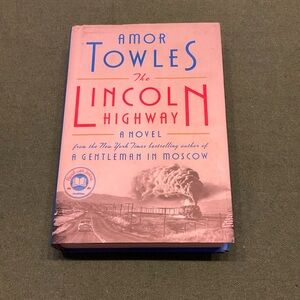 AMOR
TOWLES
The
LINCOLN
HIGHWAY
A NOVEL
from the New York Times bestselling author of
A GENTLEMAN IN MOSCOW